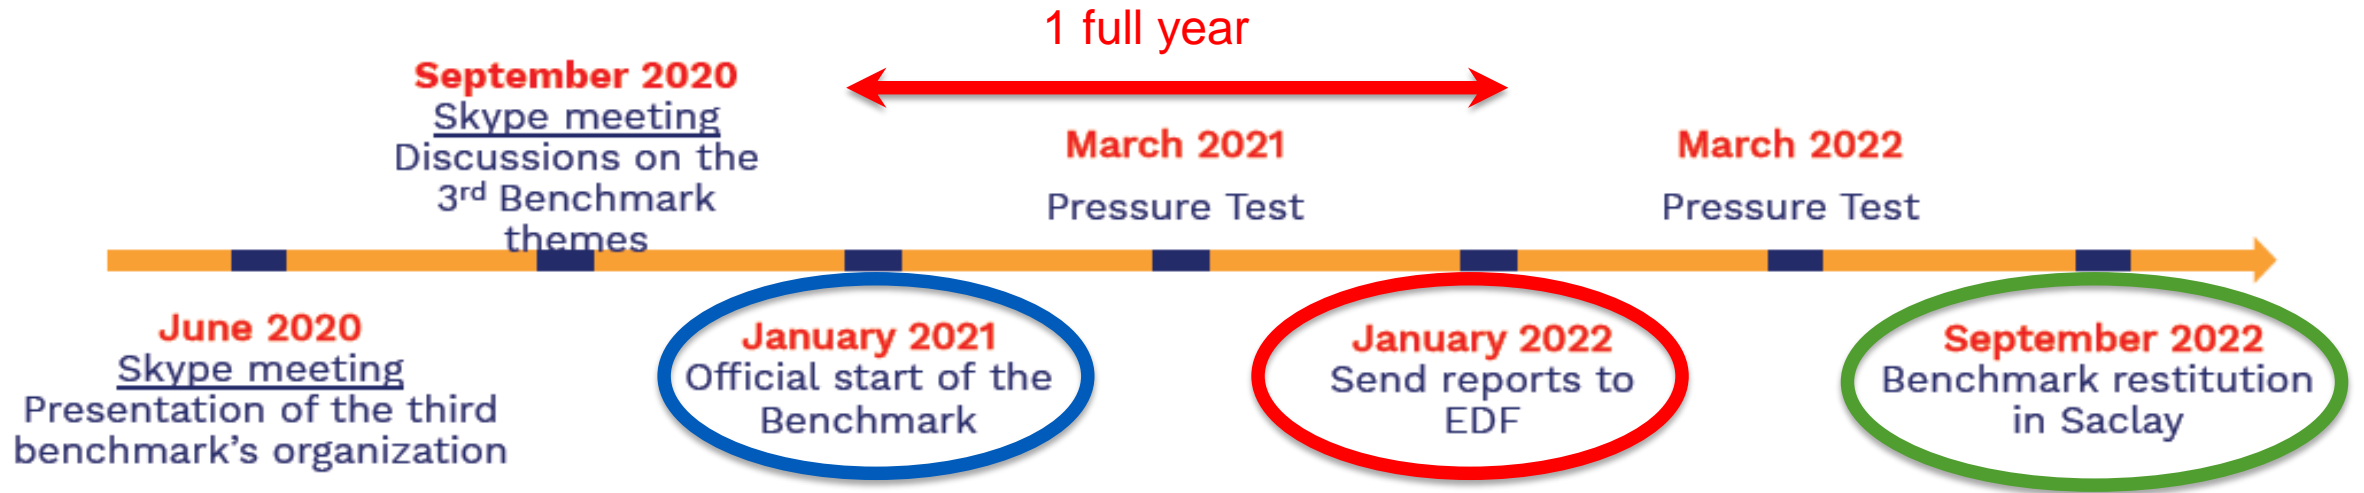 1 full year
September 2020
Skype meeting
Discussions on the
3rd Benchmark
themes
March 2021
Pressure Test
March 2022
Pressure Test
June 2020
Skype meeting
Presentation of the third
benchmark's organization
January 2021
Official start of the
Benchmark
January 2022
Send reports to
EDF
September 2022
Benchmark restitution
in Saclay